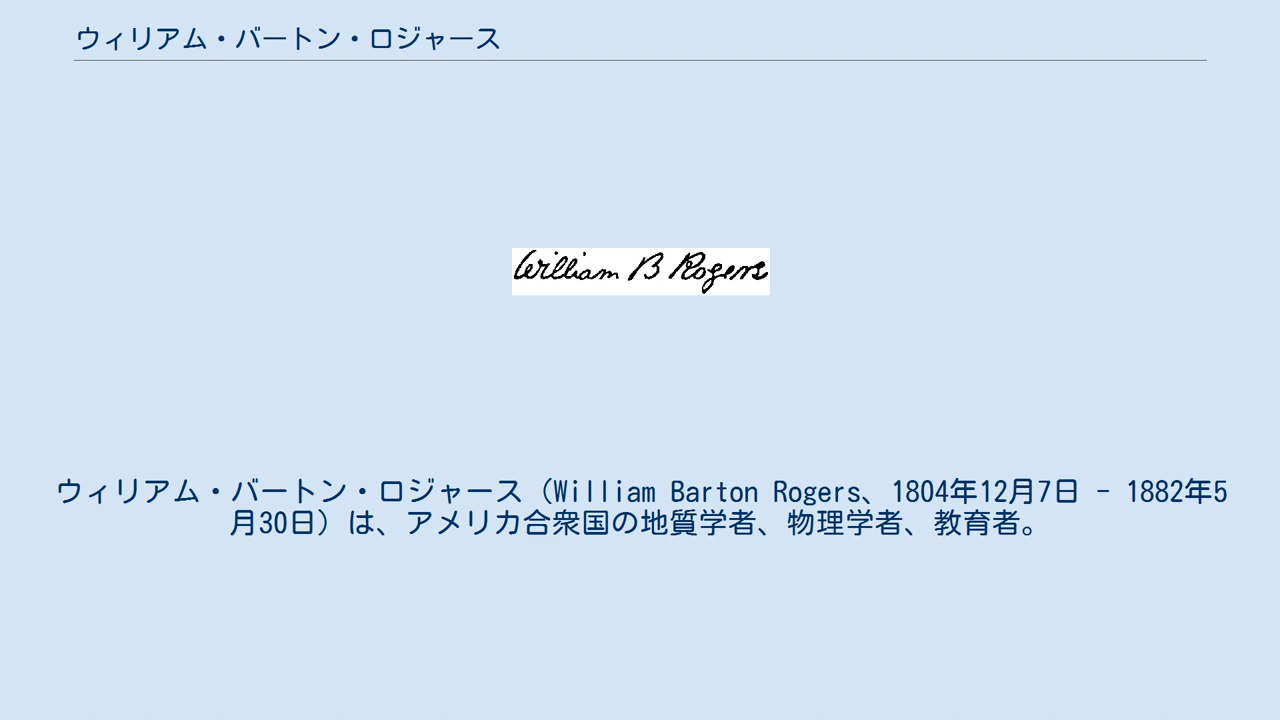 ウィリアム・バートン・ロジャース
William B Rogers
ウィリアム・バートン・ロジャース（William Barton Rogers、1804年12月7日 - 1882年5
月30日）は、アメリカ合衆国の地質学者、物理学者、教育者。